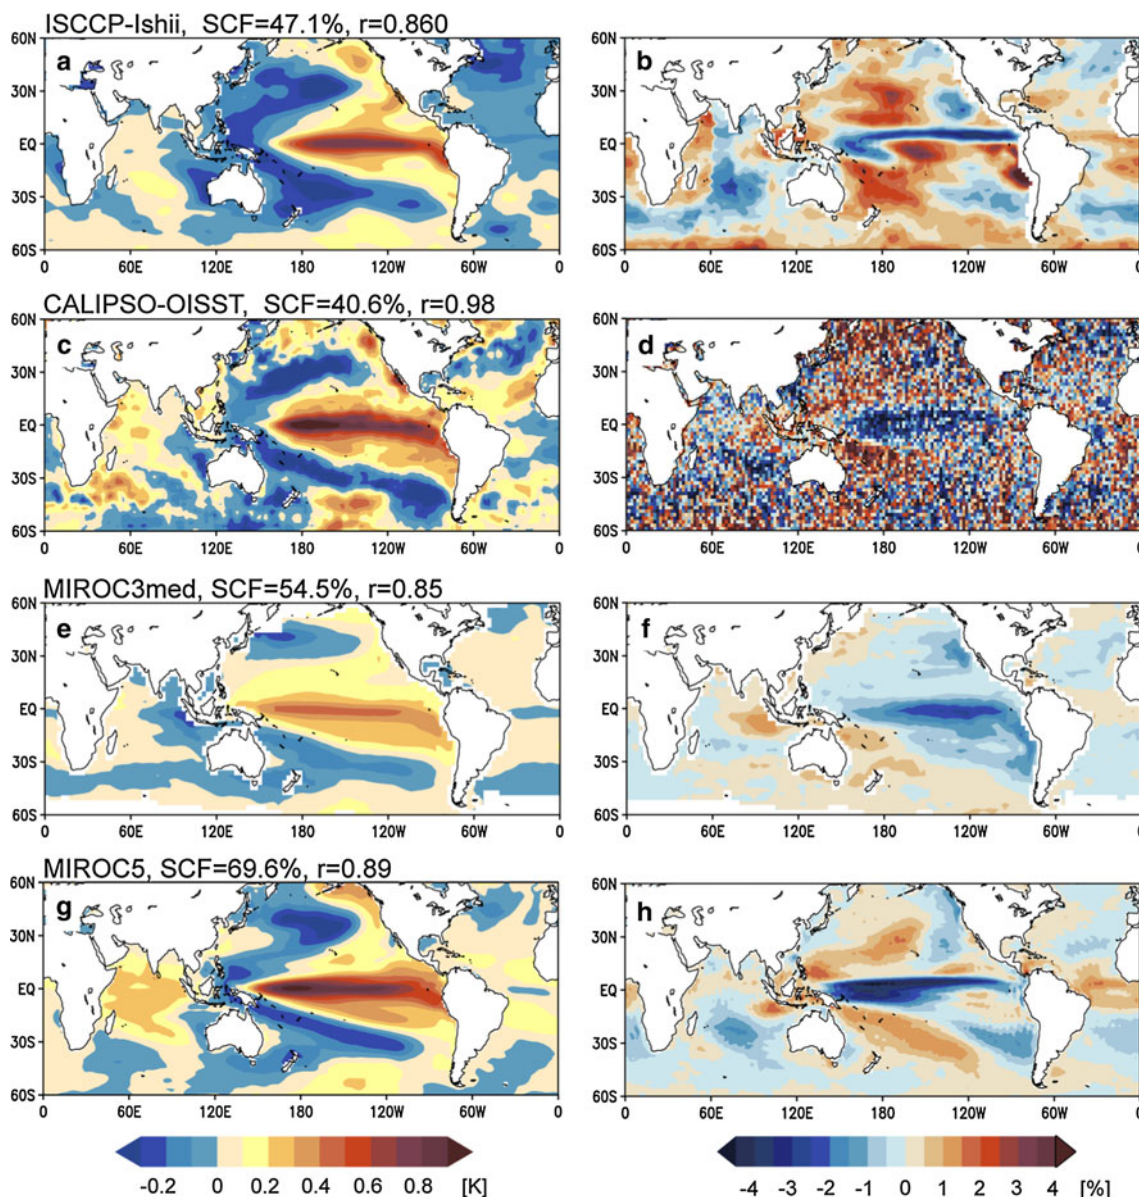 ISCCP-Ishii, SCF=47.1%, r=0.860
a
b
60N
30N
EQ
30S
60S
0 60E 120E 180 120W 60W 0
60N
30N
EQ
30S
60S
0 60E 120E 180 120W 60W 0
CALIPSO-OISST, SCF=40.6%, r=0.98
c
d
60N
30N
EQ
30S
60S
0 60E 120E 180 120W 60W 0
60N
30N
EQ
30S
60S
0 60E 120E 180 120W 60W 0
MIROC3med, SCF=54.5%, r=0.85
e
f
60N
30N
EQ
30S
60S
0 60E 120E 180 120W 60W 0
60N
30N
EQ
30S
60S
0 60E 120E 180 120W 60W 0
MIROC5, SCF=69.6%, r=0.89
g
h
60N
30N
EQ
30S
60S
0 60E 120E 180 120W 60W 0
60N
30N
EQ
30S
60S
0 60E 120E 180 120W 60W 0
-0.2 0 0.2 0.4 0.6 0.8 [K]
-4 -3 -2 -1 0 1 2 3 4 [%]